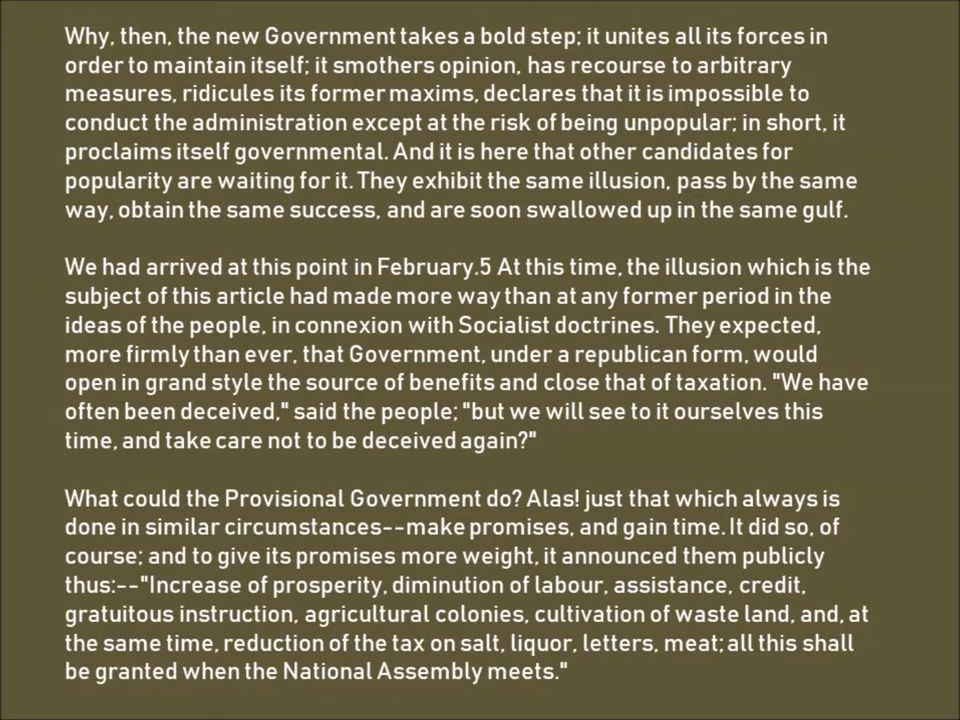 Why, then, the new Government takes a bold step; it unites all its forces in
order to maintain itself; it smothers opinion, has recourse to arbitrary
measures, ridicules its former maxims, declares that it is impossible to
conduct the administration except at the risk of being unpopular; in short, it
proclaims itself governmental. And it is here that other candidates for
popularity are waiting for it. They exhibit the same illusion, pass by the same
way, obtain the same success, and are soon swallowed up in the same gulf.
We had arrived at this point in February.5 At this time, the illusion which is the
subject of this article had made more way than at any former period in the
ideas of the people, in connexion with Socialist doctrines. They expected,
more firmly than ever, that Government, under a republican form, would
open in grand style the source of benefits and close that of taxation. "We have
often been deceived," said the people; "but we will see to it ourselves this
time, and take care not to be deceived again?"
What could the Provisional Government do? Alas! just that which always is
done in similar circumstances--make promises, and gain time. It did so, of
course; and to give its promises more weight, it announced them publicly
thus:--"Increase of prosperity, diminution of labour, assistance, credit,
gratuitous instruction, agricultural colonies, cultivation of waste land, and, at
the same time, reduction of the tax on salt, liquor, letters, meat; all this shall
be granted when the National Assembly meets."